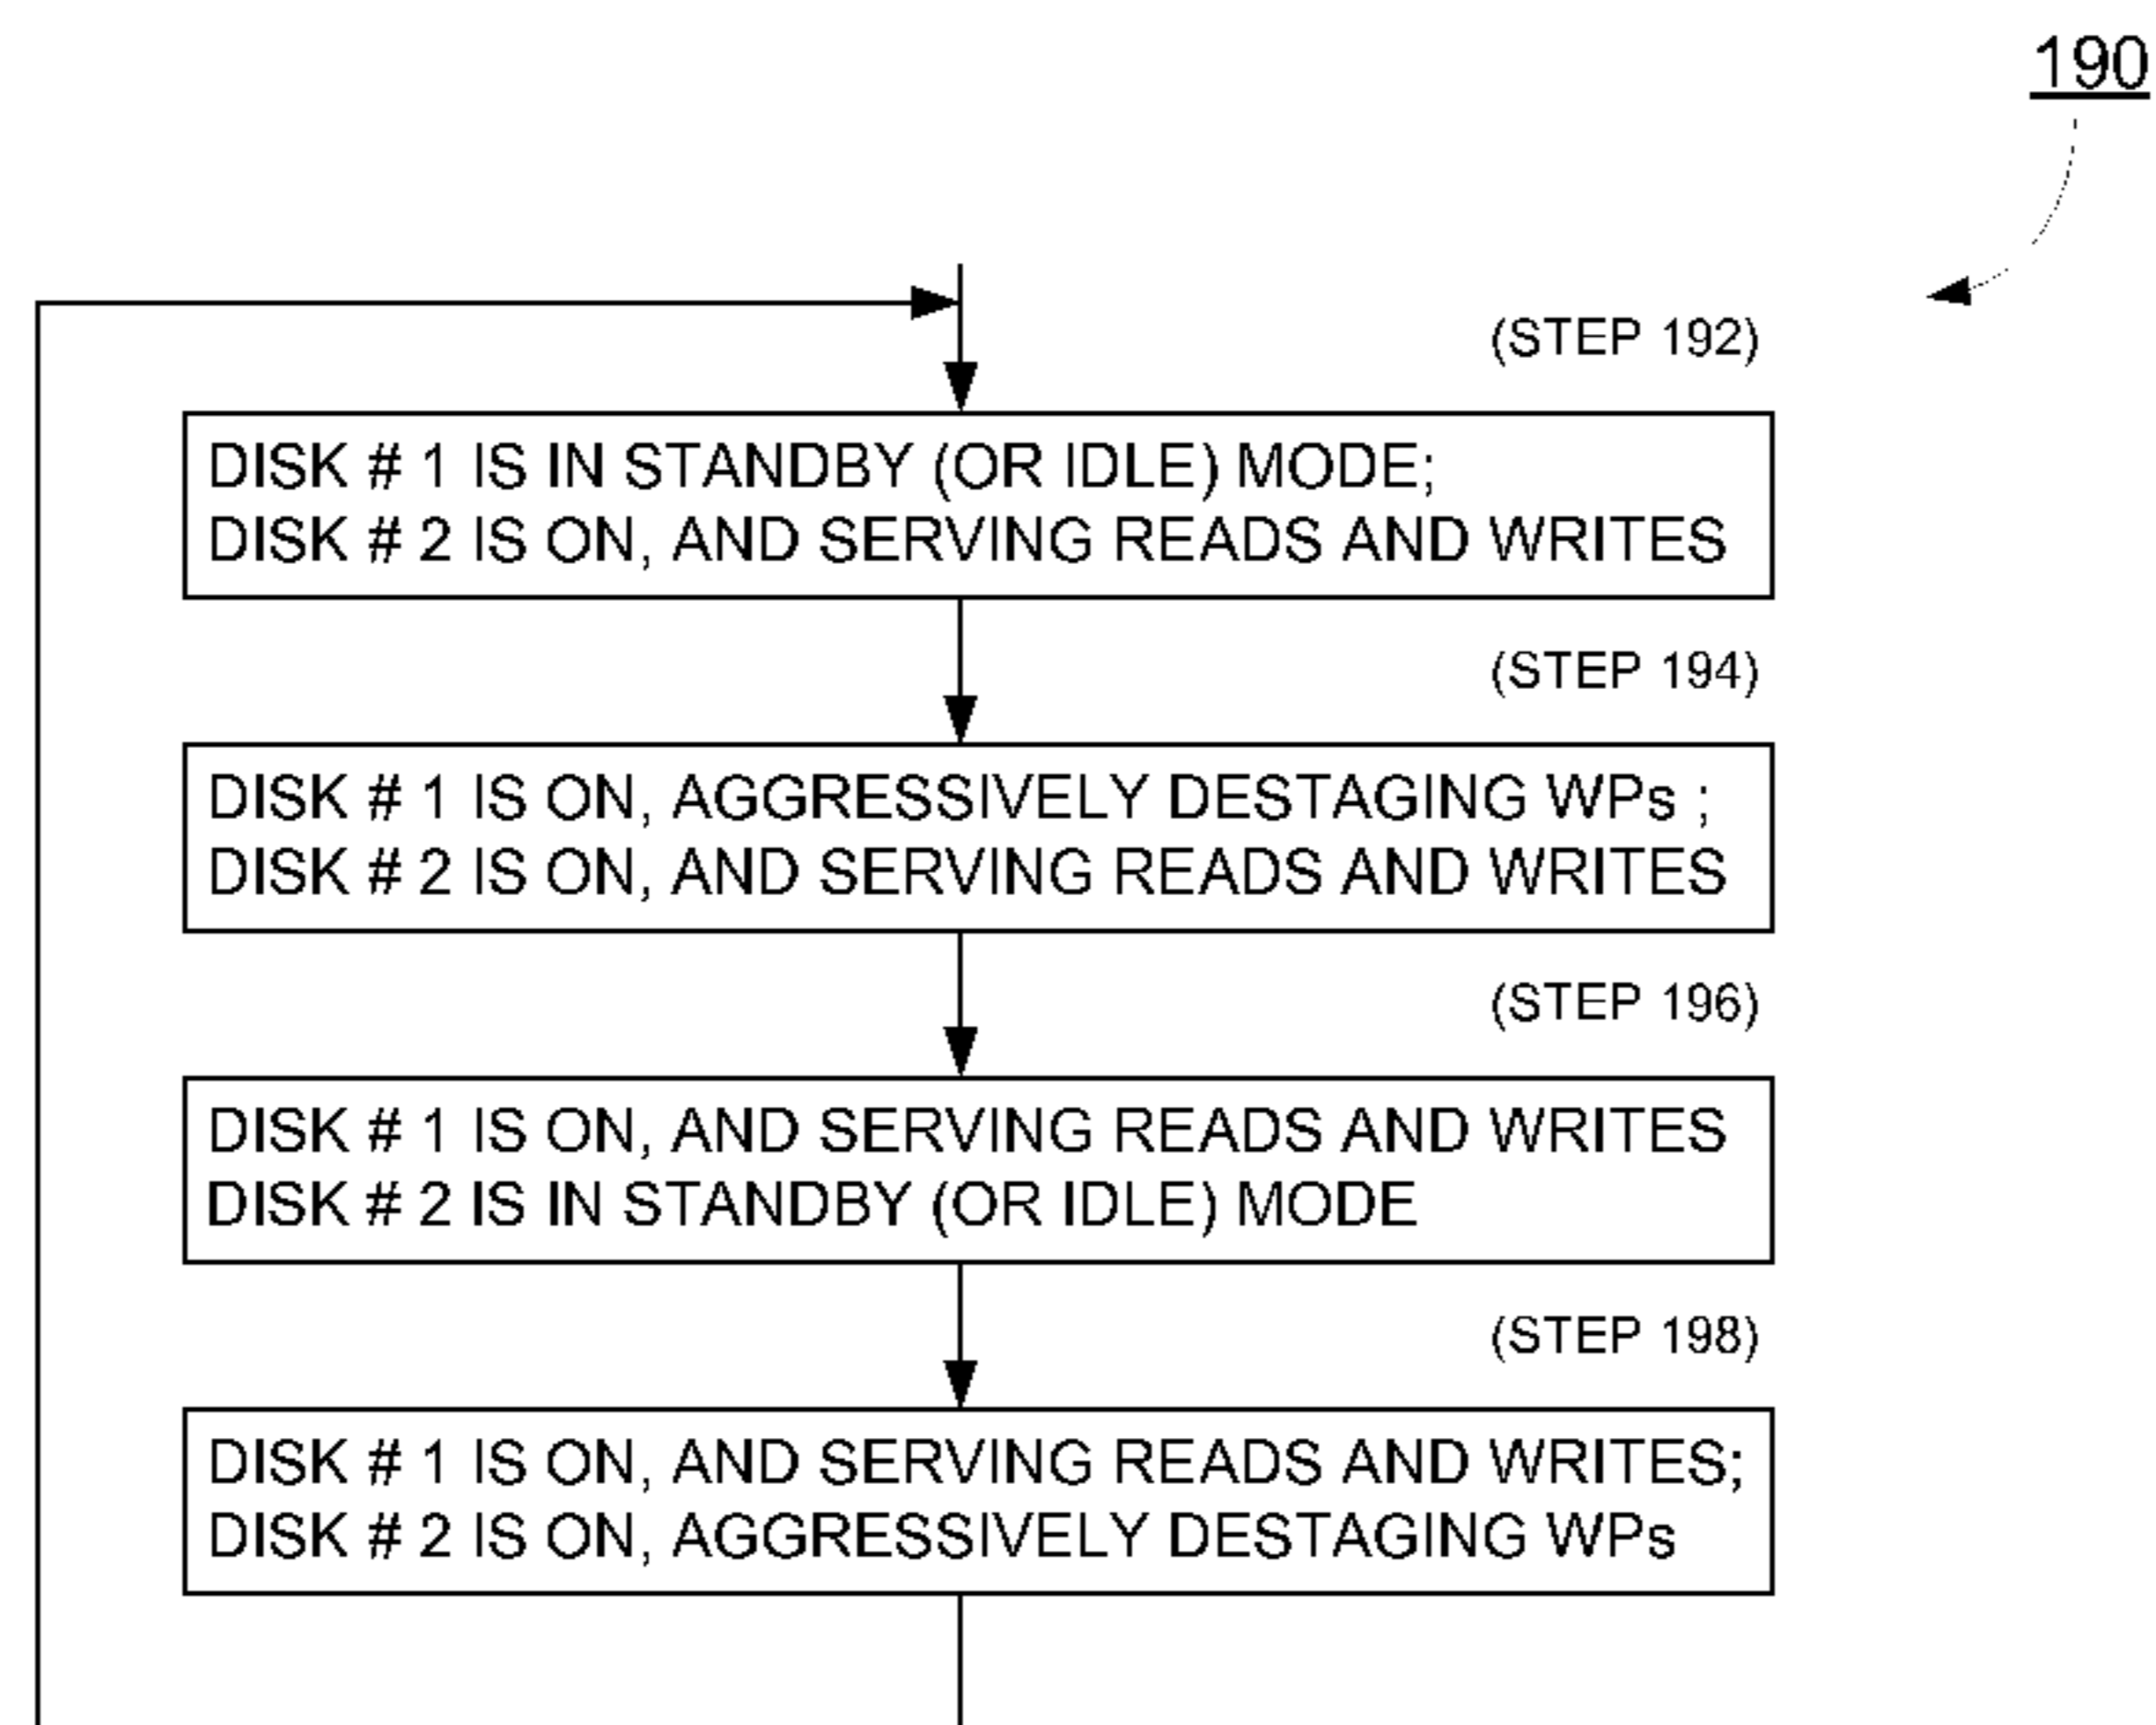 190
(STEP 192)
DISK # 1 IS IN STANDBY (OR IDLE) MODE;
DISK # 2 IS ON, AND SERVING READS AND WRITES
(STEP 194)
DISK # 1 IS ON, AGGRESSIVELY DESTAGING WPs ;
DISK # 2 IS ON, AND SERVING READS AND WRITES
(STEP 196)
DISK # 1 IS ON, AND SERVING READS AND WRITES
DISK # 2 IS IN STANDBY (OR IDLE) MODE
(STEP 198)
DISK # 1 IS ON, AND SERVING READS AND WRITES;
DISK # 2 IS ON, AGGRESSIVELY DESTAGING WPs